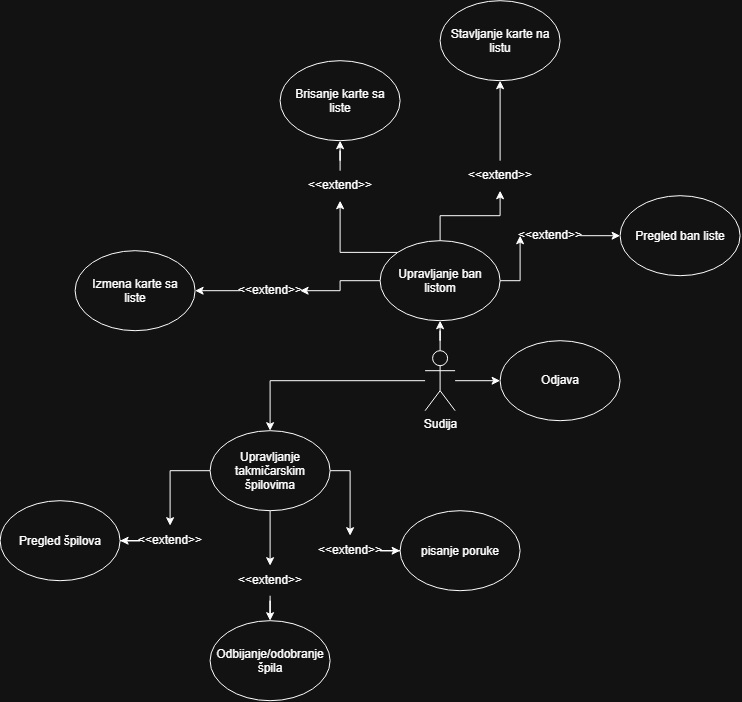 Stavljanje karte na
listu
Brisanje karte sa
liste
<<extend>>
<<extend>>
<<extend>>
Pregled ban liste
Upravljanje ban
listom
Izmena karte sa
liste
<<extend>>
Odjava
Sudija
Upravljanje
takmičarskim
špilovima
Pregled špilova
<<extend>>
<<extend>>
pisanje poruke
<<extend>>
Odbijanje/odobranje
špila